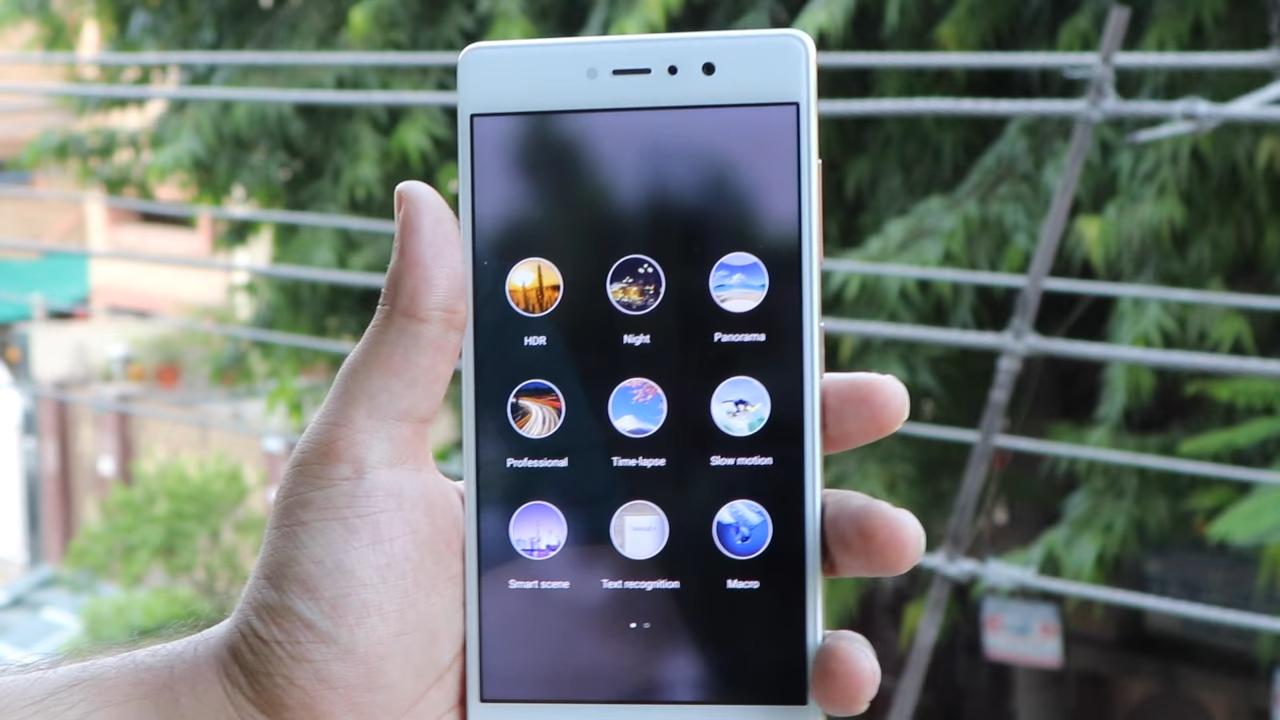 HDR Night Panorama
Professional Time-lapse Slow motion
Smart scene Text recognition Macro